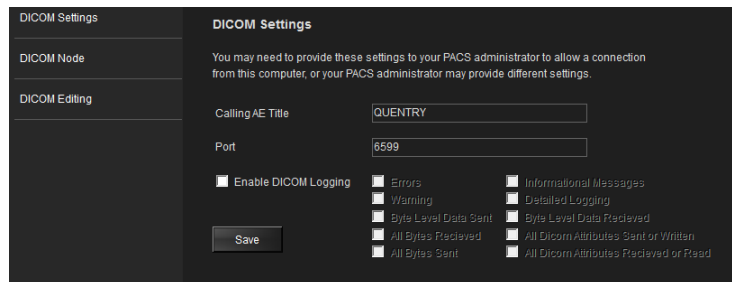 DICOM Settings
DICOM Node
DICOM Editing
DICOM Settings
You may need to provide these settings to your PACS administrator to allow a connection
from this computer, or your PACS administrator may provide different settings.
Calling AE Title
QUENTRY
Port
6599
Enable DICOM Logging
Errors
Informational Messages
Warning
Detailed Logging
Byte Level Data Sent
Byte Level Data Recieved
All Bytes Recieved
All Dicom Attributes Sent or Written
All Bytes Sent
All Dicom Attributes Recieved or Read
Save